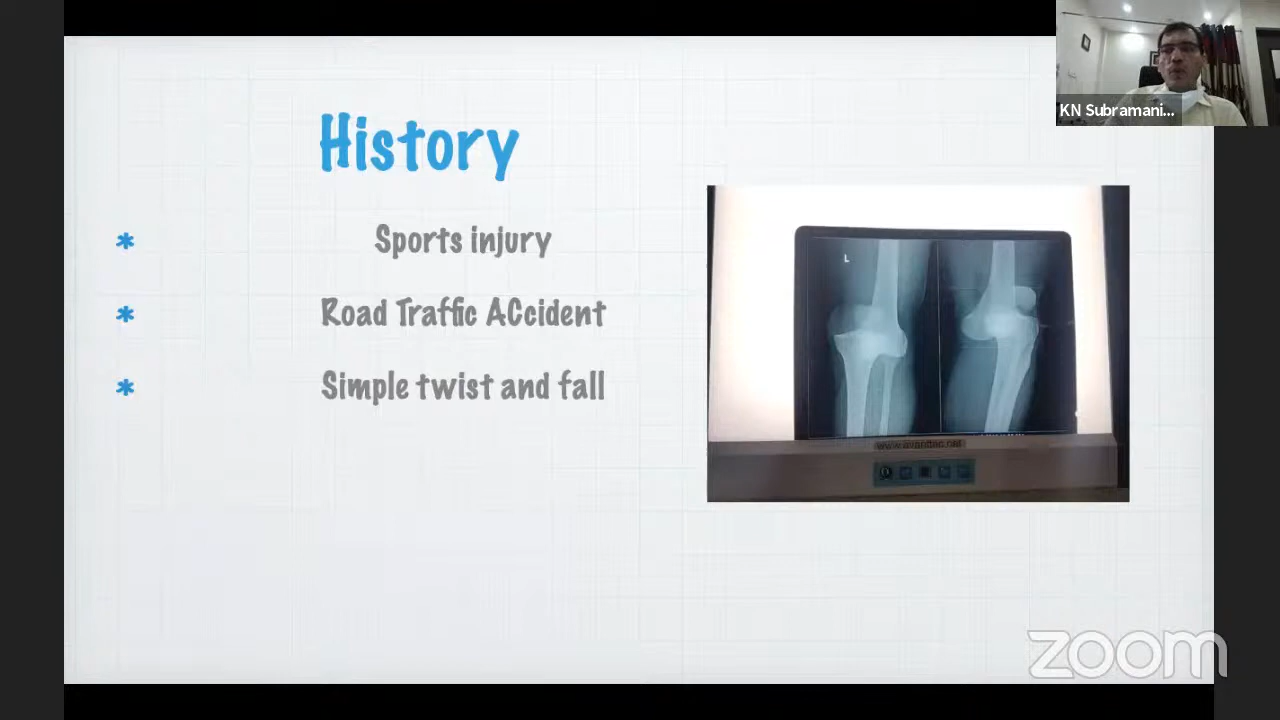 KN Subramani...
History
* Sports injury
* Road Traffic ACcident
* Simple twist and fall
L
zoom